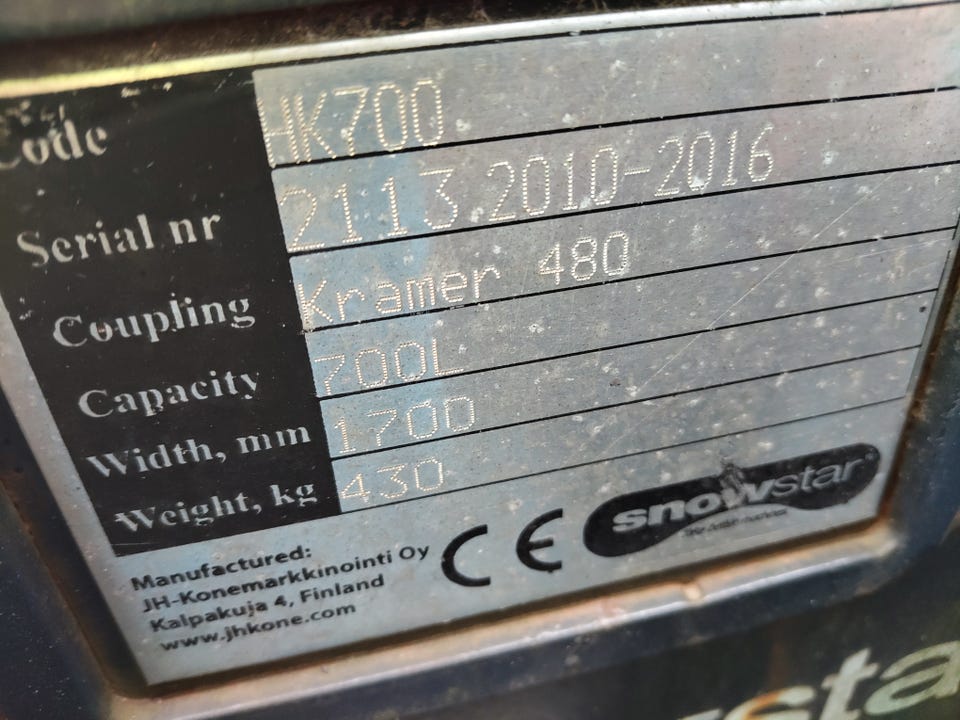 Code HK700
Serial nr 2113 2010-2016
Coupling Kramer 480
Capacity 700L
Width, mm 1700
Weight, kg 430
Manufactured:
JH-Konemarkkinointi Oy
Kalpakuja 4, Finland
www.jhkone.com
CE
snowstar